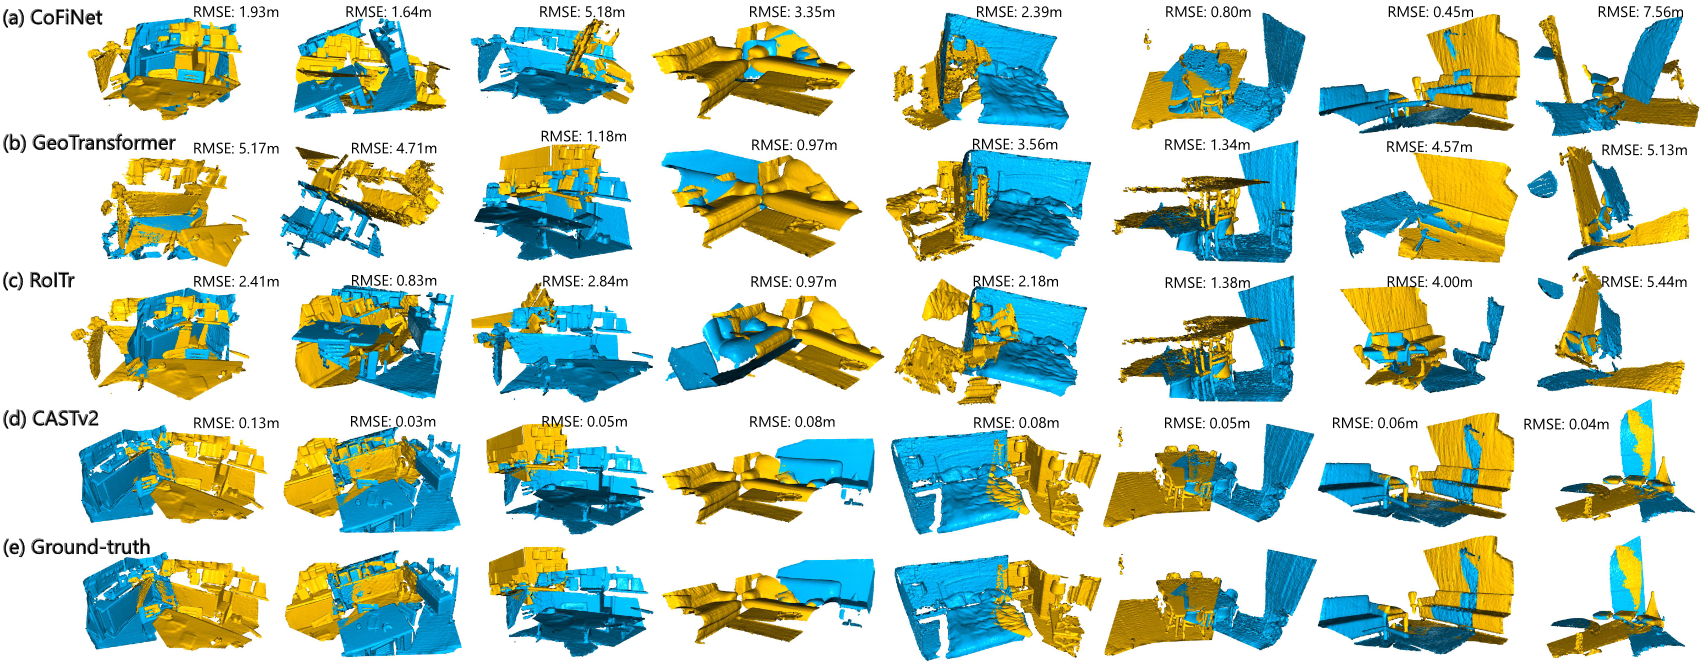 (a) CoFiNet RMSE: 1.93m RMSE: 1.64m RMSE: 5.18m RMSE: 3.35m RMSE: 2.39m RMSE: 0.80m RMSE: 0.45m RMSE: 7.56m
(b) GeoTransformer RMSE: 5.17m RMSE: 4.71m RMSE: 1.18m RMSE: 0.97m RMSE: 3.56m RMSE: 1.34m RMSE: 4.57m RMSE: 5.13m
(c) RoITr RMSE: 2.41m RMSE: 0.83m RMSE: 2.84m RMSE: 0.97m RMSE: 2.18m RMSE: 1.38m RMSE: 4.00m RMSE: 5.44m
(d) CASTv2 RMSE: 0.13m RMSE: 0.03m RMSE: 0.05m RMSE: 0.08m RMSE: 0.08m RMSE: 0.05m RMSE: 0.06m RMSE: 0.04m
(e) Ground-truth